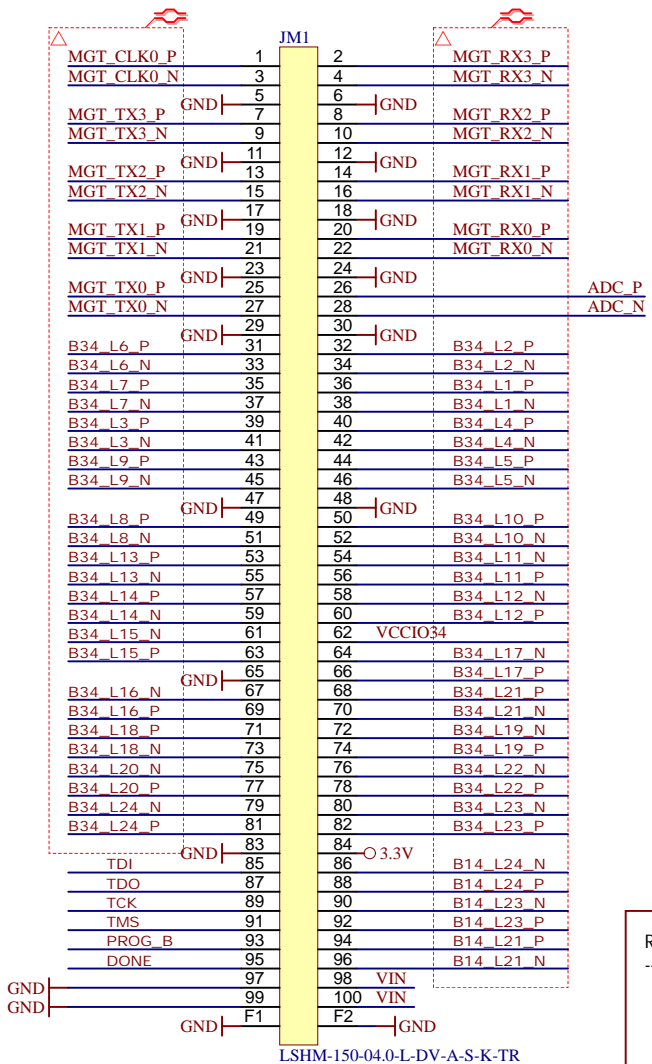 JM1
MGT_CLK0_P 1 2 MGT_RX3_P
MGT_CLK0_N 3 4 MGT_RX3_N
GND 5 6 GND
MGT_TX3_P 7 8 MGT_RX2_P
MGT_TX3_N 9 10 MGT_RX2_N
GND 11 12 GND
MGT_TX2_P 13 14 MGT_RX1_P
MGT_TX2_N 15 16 MGT_RX1_N
GND 17 18 GND
MGT_TX1_P 19 20 MGT_RX0_P
MGT_TX1_N 21 22 MGT_RX0_N
GND 23 24 GND
MGT_TX0_P 25 26 ADC_P
MGT_TX0_N 27 28 ADC_N
GND 29 30 GND
B34_L6_P 31 32 B34_L2_P
B34_L6_N 33 34 B34_L2_N
B34_L7_P 35 36 B34_L1_P
B34_L7_N 37 38 B34_L1_N
B34_L3_P 39 40 B34_L4_P
B34_L3_N 41 42 B34_L4_N
B34_L9_P 43 44 B34_L5_P
B34_L9_N 45 46 B34_L5_N
GND 47 48 GND
B34_L8_P 49 50 B34_L10_P
B34_L8_N 51 52 B34_L10_N
B34_L13_P 53 54 B34_L11_N
B34_L13_N 55 56 B34_L11_P
B34_L14_P 57 58 B34_L12_N
B34_L14_N 59 60 B34_L12_P
B34_L15_N 61 62 VCCIO34
B34_L15_P 63 64 B34_L17_N
GND 65 66 B34_L17_P
B34_L16_N 67 68 B34_L21_P
B34_L16_P 69 70 B34_L21_N
B34_L18_P 71 72 B34_L19_N
B34_L18_N 73 74 B34_L19_P
B34_L20_N 75 76 B34_L22_N
B34_L20_P 77 78 B34_L22_P
B34_L24_N 79 80 B34_L23_N
B34_L24_P 81 82 B34_L23_P
GND 83 84 3.3V
TDI 85 86 B14_L24_N
TDO 87 88 B14_L24_P
TCK 89 90 B14_L23_N
TMS 91 92 B14_L23_P
PROG_B 93 94 B14_L21_P
DONE 95 96 B14_L21_N
GND 97 98 VIN
GND 99 100 VIN
GND F1 F2 GND
LSHM-150-04.0-L-DV-A-S-K-TR